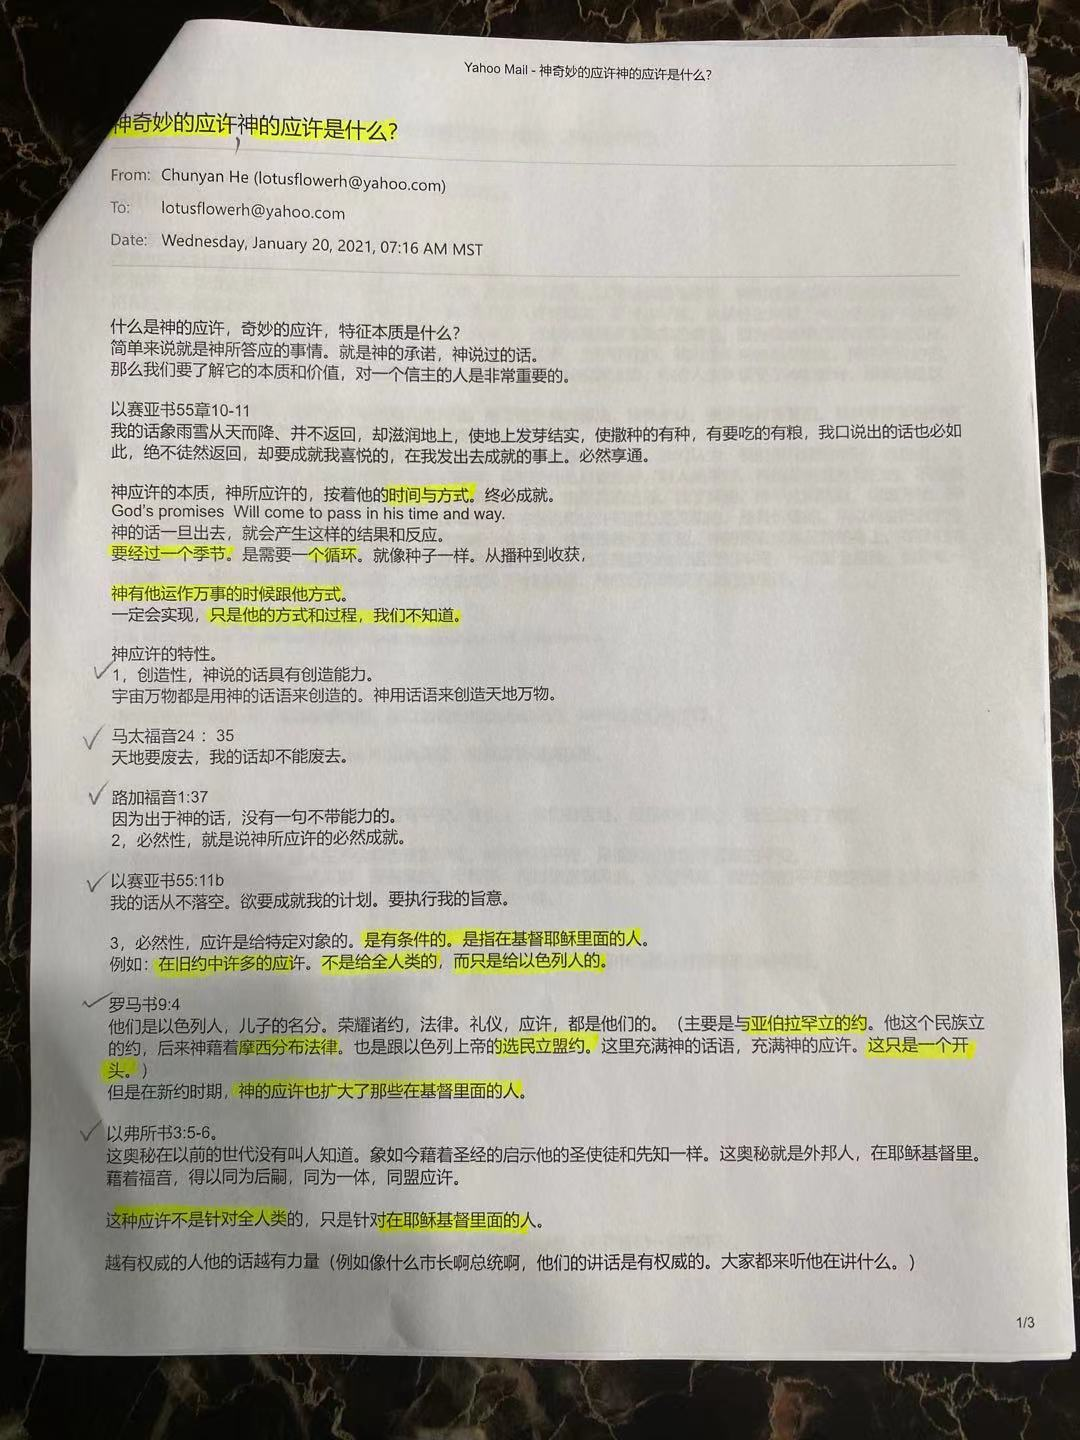 Yahoo Mail - 神奇妙的应许神的应许是什么?
神奇妙的应许,神的应许是什么?
From: Chunyan He (lotusflowerh@yahoo.com)
To: lotusflowerh@yahoo.com
Date: Wednesday, January 20, 2021, 07:16 AM MST
什么是神的应许，奇妙的应许，特征本质是什么?
简单来说就是神所答应的事情。就是神的承诺，神说过的话。
那么我们要了解它的本质和价值，对一个信主的人是非常重要的。
以赛亚书55章10-11
我的话象雨雪从天而降、并不返回，却滋润地上，使地上发芽结实，使撒种的有种，有要吃的有粮，我口说出的话也必如
此，绝不徒然返回，却要成就我喜悦的，在我发出去成就的事上。必然享通。
神应许的本质，神所应许的，按着他的时间与方式。终必成就。
God's promises Will come to pass in his time and way.
神的话一旦出去，就会产生这样的结果和反应。
要经过一个季节。是需要一个循环。就像种子一样。从播种到收获，
神有他运作万事的时候跟他方式。
一定会实现，只是他的方式和过程，我们不知道。
神应许的特性。
1，创造性，神说的话具有创造能力。
宇宙万物都是用神的话语来创造的。神用话语来创造天地万物。
马太福音24：35
天地要废去，我的话却不能废去。
路加福音1:37
因为出于神的话，没有一句不带能力的。
2，必然性，就是说神所应许的必然成就。
以赛亚书55:11b
我的话从不落空。欲要成就我的计划。要执行我的旨意。
3，必然性，应许是给特定对象的。是有条件的。是指在基督耶稣里面的人。
例如：在旧约中许多的应许。不是给全人类的，而只是给以色列人的。
罗马书9:4
他们是以色列人，儿子的名分。荣耀诸约，法律。礼仪，应许，都是他们的。（主要是与亚伯拉罕立的约。他这个民族立
的约，后来神藉着摩西分布法律。也是跟以色列上帝的选民立盟约。这里充满神的话语，充满神的应许。这只是一个开
头。）
但是在新约时期，神的应许也扩大了那些在基督里面的人。
以弗所书3:5-6。
这奥秘在以前的世代没有叫人知道。象如今藉着圣经的启示他的圣使徒和先知一样。这奥秘就是外邦人，在耶稣基督里。
藉着福音，得以同为后嗣，同为一体，同盟应许。
这种应许不是针对全人类的，只是针对在耶稣基督里面的人。
越有权威的人他的话越有力量（例如像什么市长啊总统啊，他们的讲话是有权威的。大家都来听他在讲什么。）
1/3